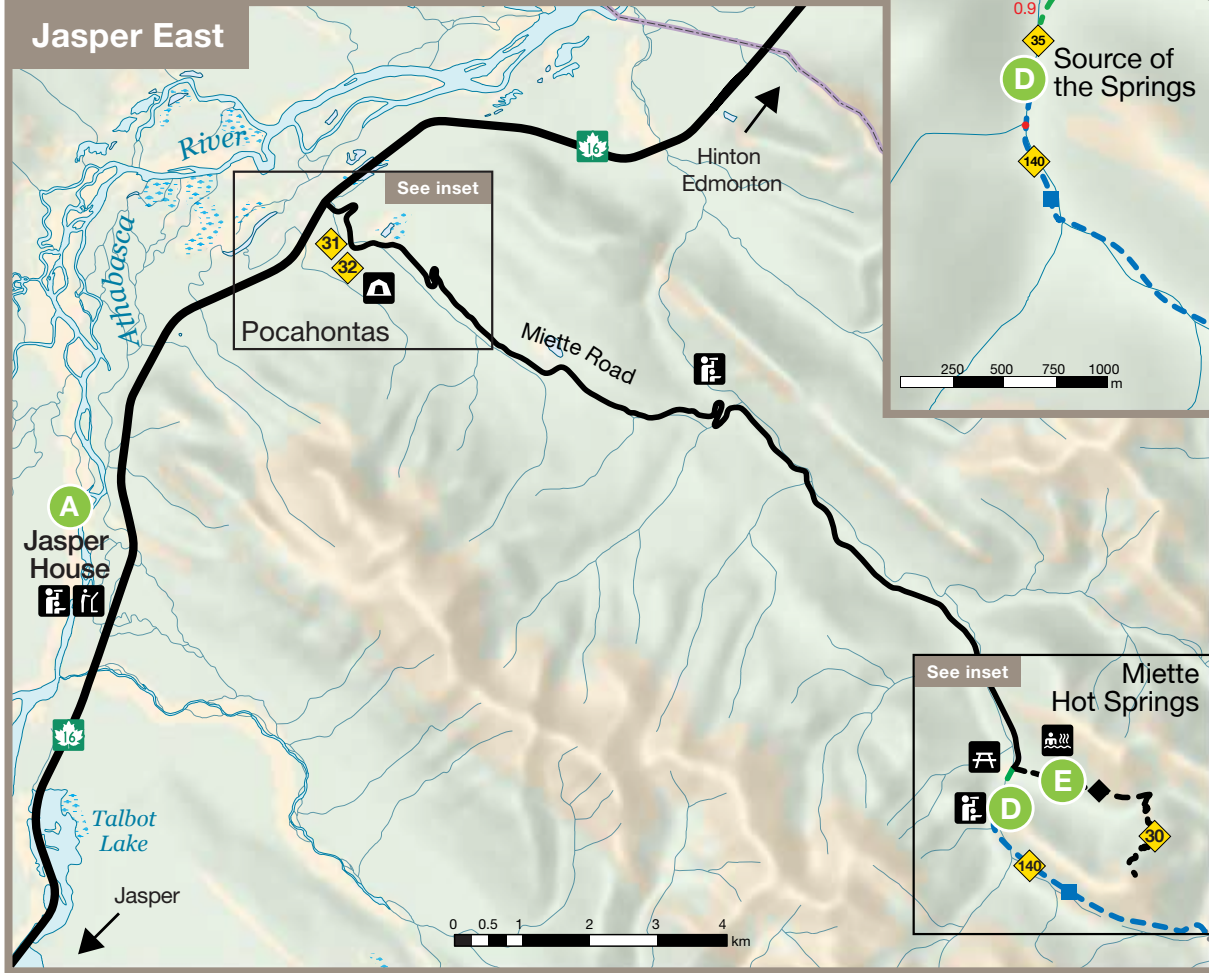 Jasper East
0.9
35
D
Source of
the Springs
140
250 500 750 1000
m
River
16
Hinton
Edmonton
See inset
Athabasca
31
32
Pocahontas
Miette Road
A
Jasper
House
See inset
Miette
Hot Springs
16
E
D
30
140
Talbot
Lake
Jasper
0 0.5 1 2 3 4
km